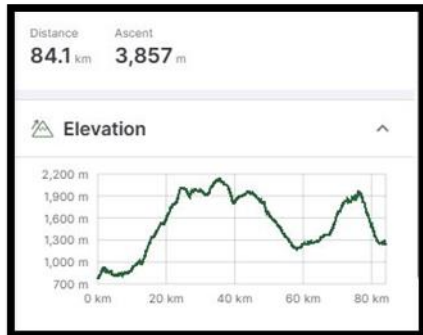 Distance Ascent
84.1 km 3,857 m
Elevation
2,200 m
1,900 m
1,600 m
1,300 m
1,000 m
700 m
0 km 20 km 40 km 60 km 80 km